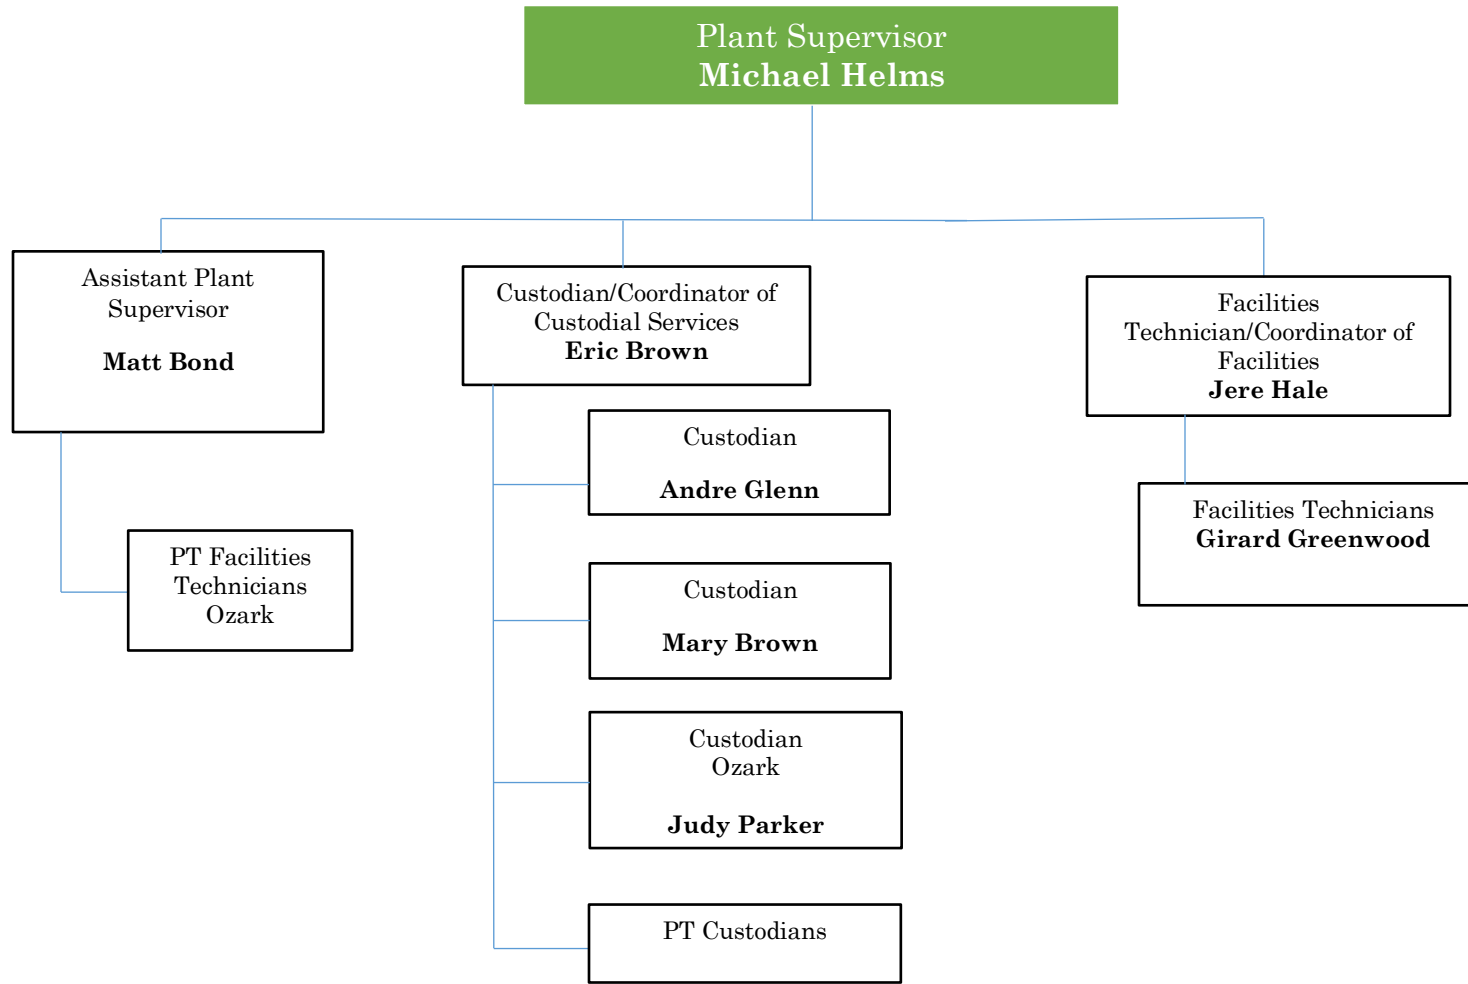 Plant Supervisor
Michael Helms
Assistant Plant
Supervisor
Matt Bond
PT Facilities
Technicians
Ozark
Custodian/Coordinator of
Custodial Services
Eric Brown
Custodian
Andre Glenn
Custodian
Mary Brown
Custodian
Ozark
Judy Parker
PT Custodians
Facilities
Technician/Coordinator of
Facilities
Jere Hale
Facilities Technicians
Girard Greenwood